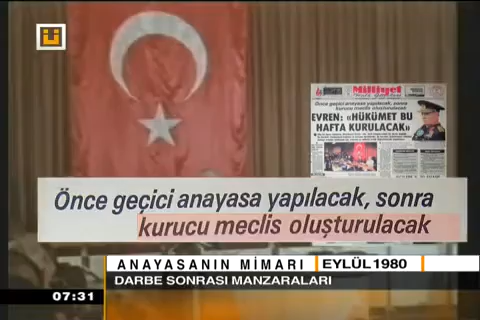 Milliyet
Önce geçici anayasa yapılacak, sonra
kurucu meclis oluşturulacak
EVREN: «HÜKÜMET BU
HAFTA KURULACAK»
Önce geçici anayasa yapılacak, sonra
kurucu meclis oluşturulacak
ANAYASANIN MİMARI EYLÜL 1980
07:31 DARBE SONRASI MANZARALARI